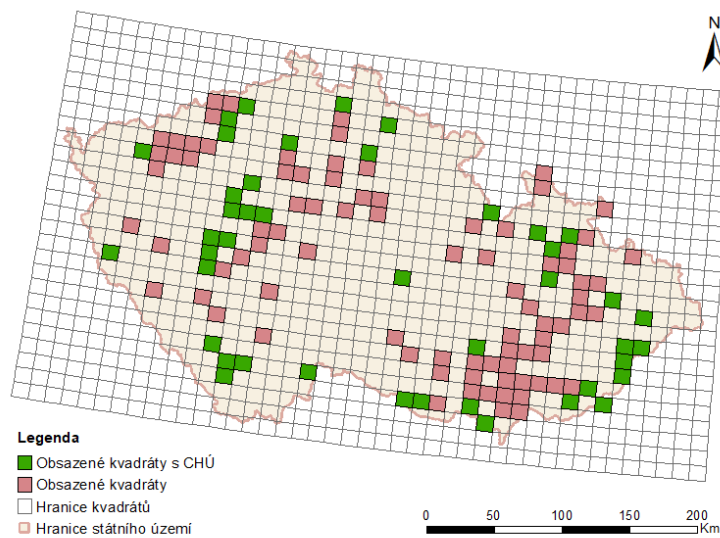 N
Legenda
Obsazené kvadráty s CHÚ
Obsazené kvadráty
Hranice kvadrátů
Hranice státního území
0 50 100 150 200
Km